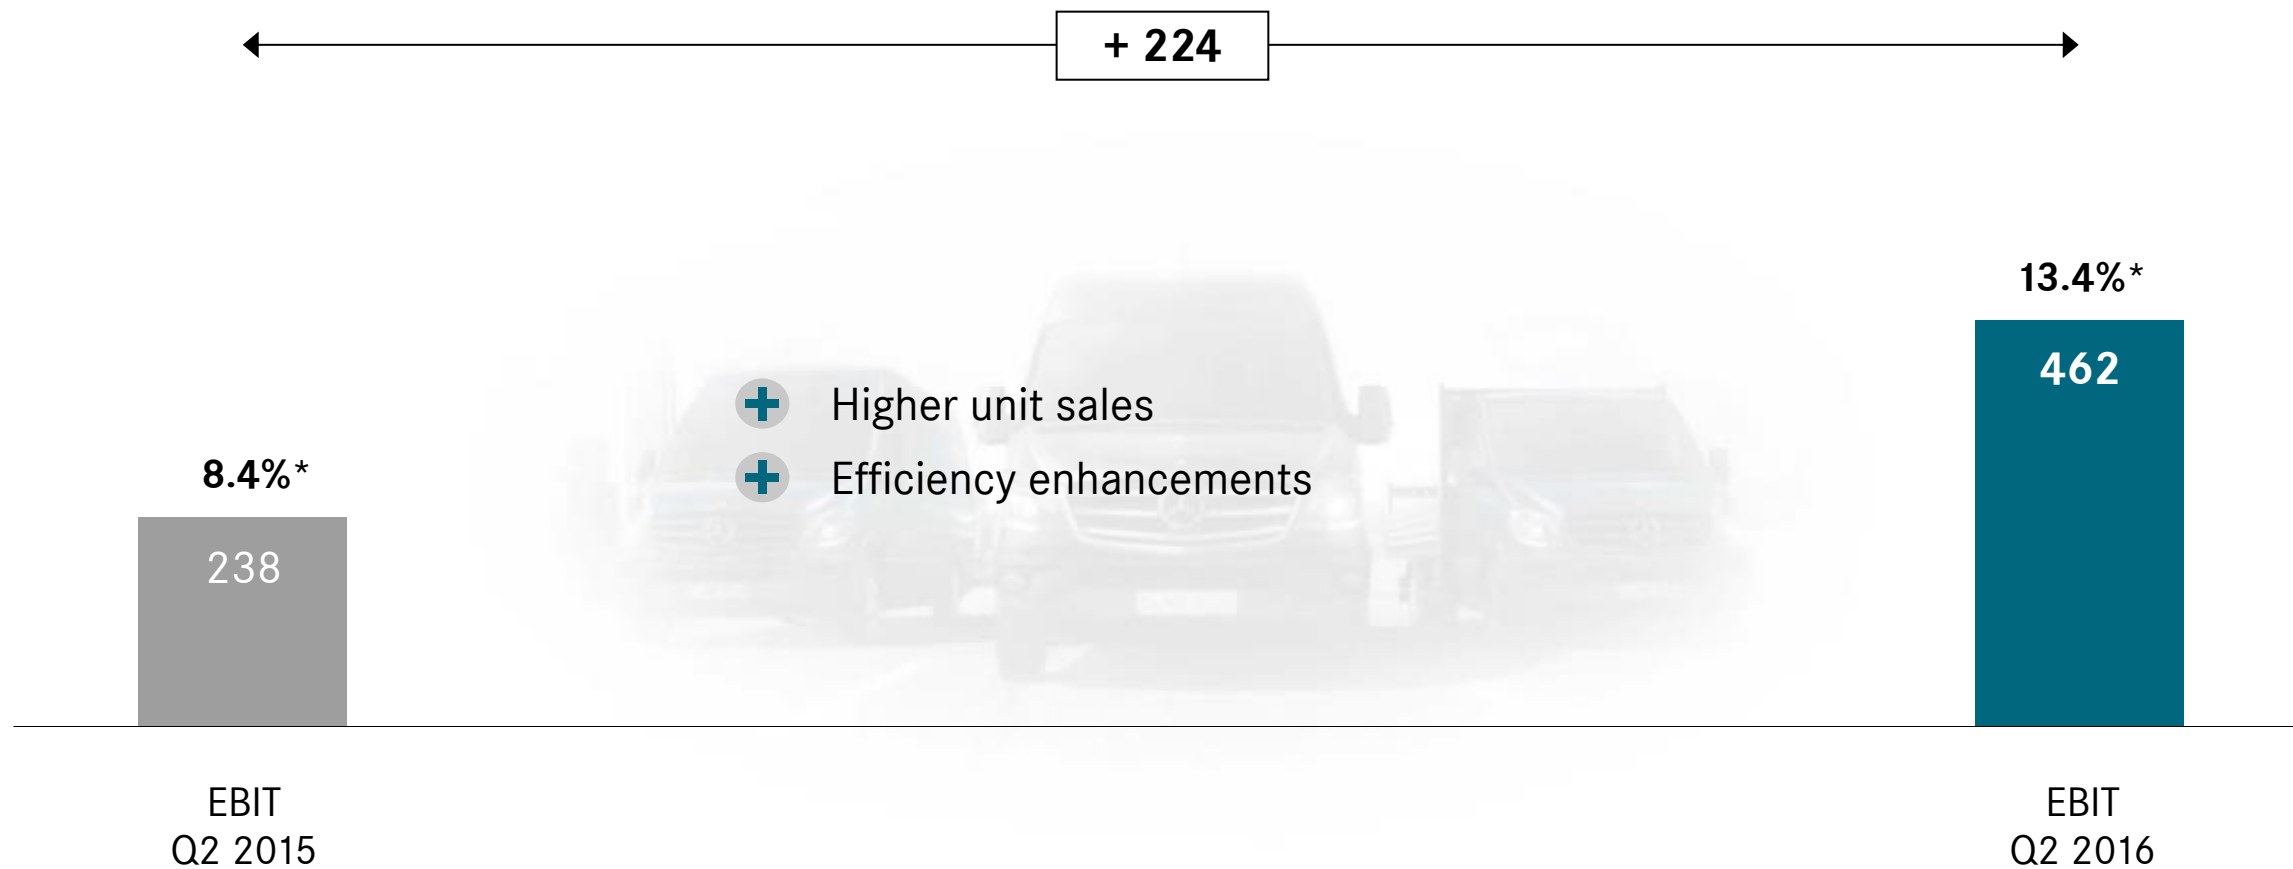 + 224
13.4%*
462
Higher unit sales
Efficiency enhancements
8.4%*
238
EBIT
Q2 2015
EBIT
Q2 2016